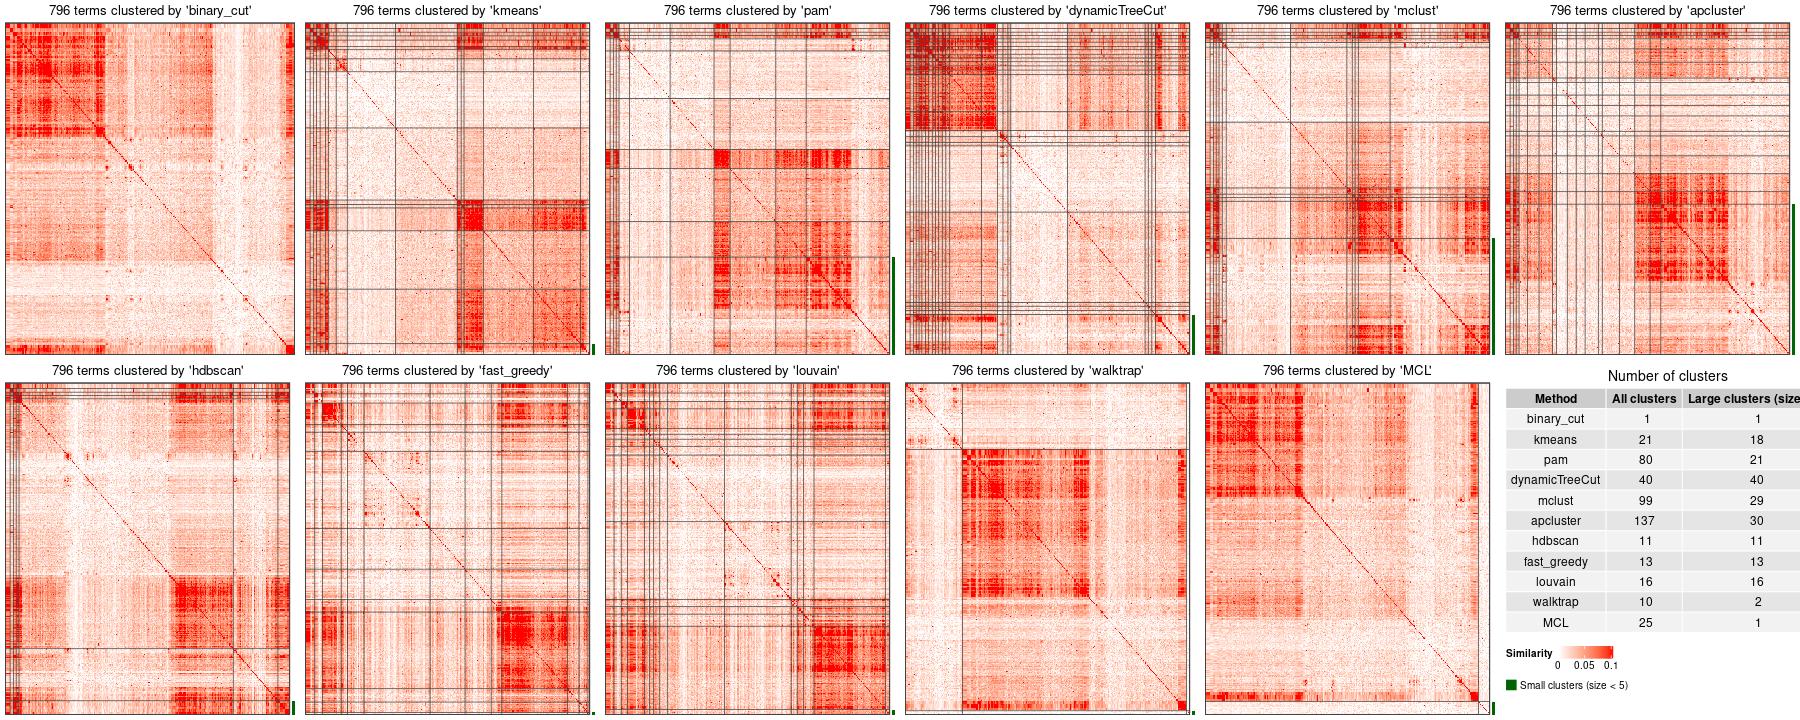 796 terms clustered by 'binary_cut'
796 terms clustered by 'kmeans'
796 terms clustered by 'pam'
796 terms clustered by 'dynamicTreeCut'
796 terms clustered by 'mclust'
796 terms clustered by 'apcluster'
796 terms clustered by 'hdbscan'
796 terms clustered by 'fast_greedy'
796 terms clustered by 'louvain'
796 terms clustered by 'walktrap'
796 terms clustered by 'MCL'
Number of clusters
Method All clusters Large clusters (size
binary_cut 1 1
kmeans 21 18
pam 80 21
dynamicTreeCut 40 40
mclust 99 29
apcluster 137 30
hdbscan 11 11
fast_greedy 13 13
louvain 16 16
walktrap 10 2
MCL 25 1
Similarity
0 0.05 0.1
Small clusters (size < 5)